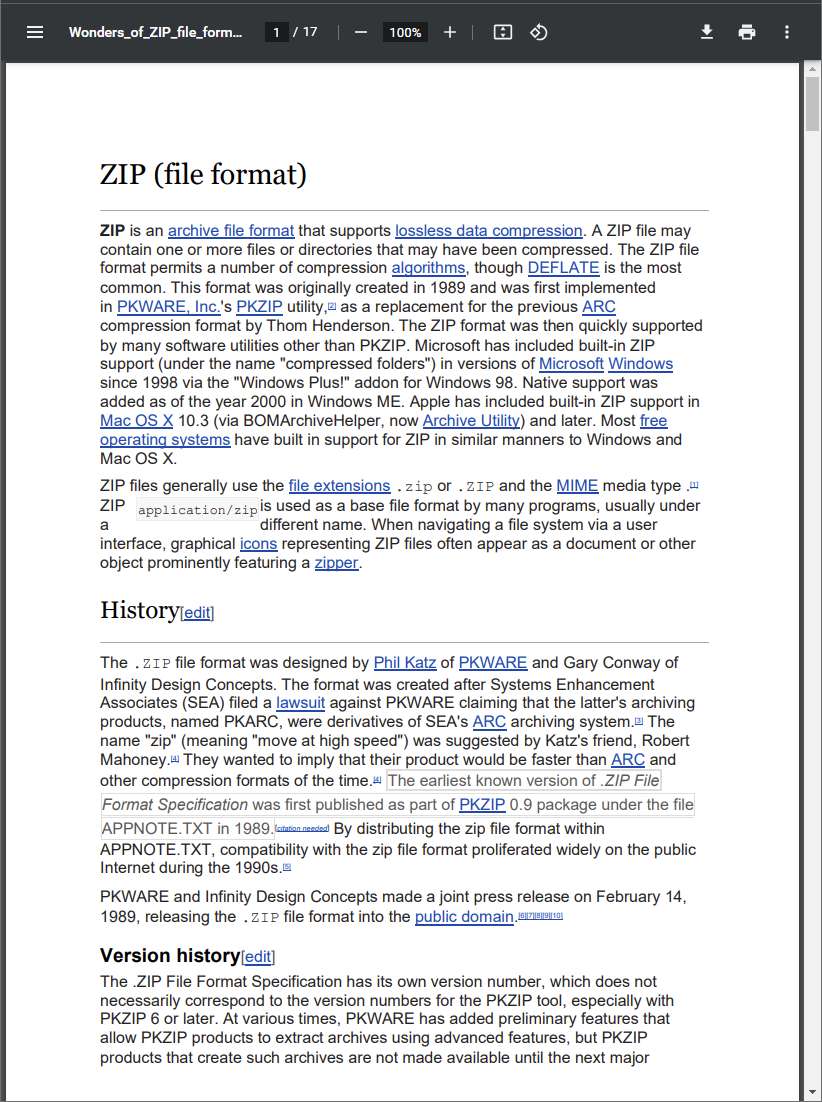 Wonders_of_ZIP_file_form... 1 / 17 100%
ZIP (file format)
ZIP is an archive file format that supports lossless data compression. A ZIP file may
contain one or more files or directories that may have been compressed. The ZIP file
format permits a number of compression algorithms, though DEFLATE is the most
common. This format was originally created in 1989 and was first implemented
in PKWARE, Inc.'s PKZIP utility,[2] as a replacement for the previous ARC
compression format by Thom Henderson. The ZIP format was then quickly supported
by many software utilities other than PKZIP. Microsoft has included built-in ZIP
support (under the name "compressed folders") in versions of Microsoft Windows
since 1998 via the "Windows Plus!" addon for Windows 98. Native support was
added as of the year 2000 in Windows ME. Apple has included built-in ZIP support in
Mac OS X 10.3 (via BOMArchiveHelper, now Archive Utility) and later. Most free
operating systems have built in support for ZIP in similar manners to Windows and
Mac OS X.
ZIP files generally use the file extensions .zip or .ZIP and the MIME media type .[1]
ZIP application/zip is used as a base file format by many programs, usually under
a different name. When navigating a file system via a user
interface, graphical icons representing ZIP files often appear as a document or other
object prominently featuring a zipper.
History[edit]
The .ZIP file format was designed by Phil Katz of PKWARE and Gary Conway of
Infinity Design Concepts. The format was created after Systems Enhancement
Associates (SEA) filed a lawsuit against PKWARE claiming that the latter's archiving
products, named PKARC, were derivatives of SEA's ARC archiving system.[3] The
name "zip" (meaning "move at high speed") was suggested by Katz's friend, Robert
Mahoney.[4] They wanted to imply that their product would be faster than ARC and
other compression formats of the time.[4] The earliest known version of .ZIP File
Format Specification was first published as part of PKZIP 0.9 package under the file
APPNOTE.TXT in 1989.[citation needed] By distributing the zip file format within
APPNOTE.TXT, compatibility with the zip file format proliferated widely on the public
Internet during the 1990s.[5]
PKWARE and Infinity Design Concepts made a joint press release on February 14,
1989, releasing the .ZIP file format into the public domain.[6][7][8][9][10]
Version history[edit]
The .ZIP File Format Specification has its own version number, which does not
necessarily correspond to the version numbers for the PKZIP tool, especially with
PKZIP 6 or later. At various times, PKWARE has added preliminary features that
allow PKZIP products to extract archives using advanced features, but PKZIP
products that create such archives are not made available until the next major